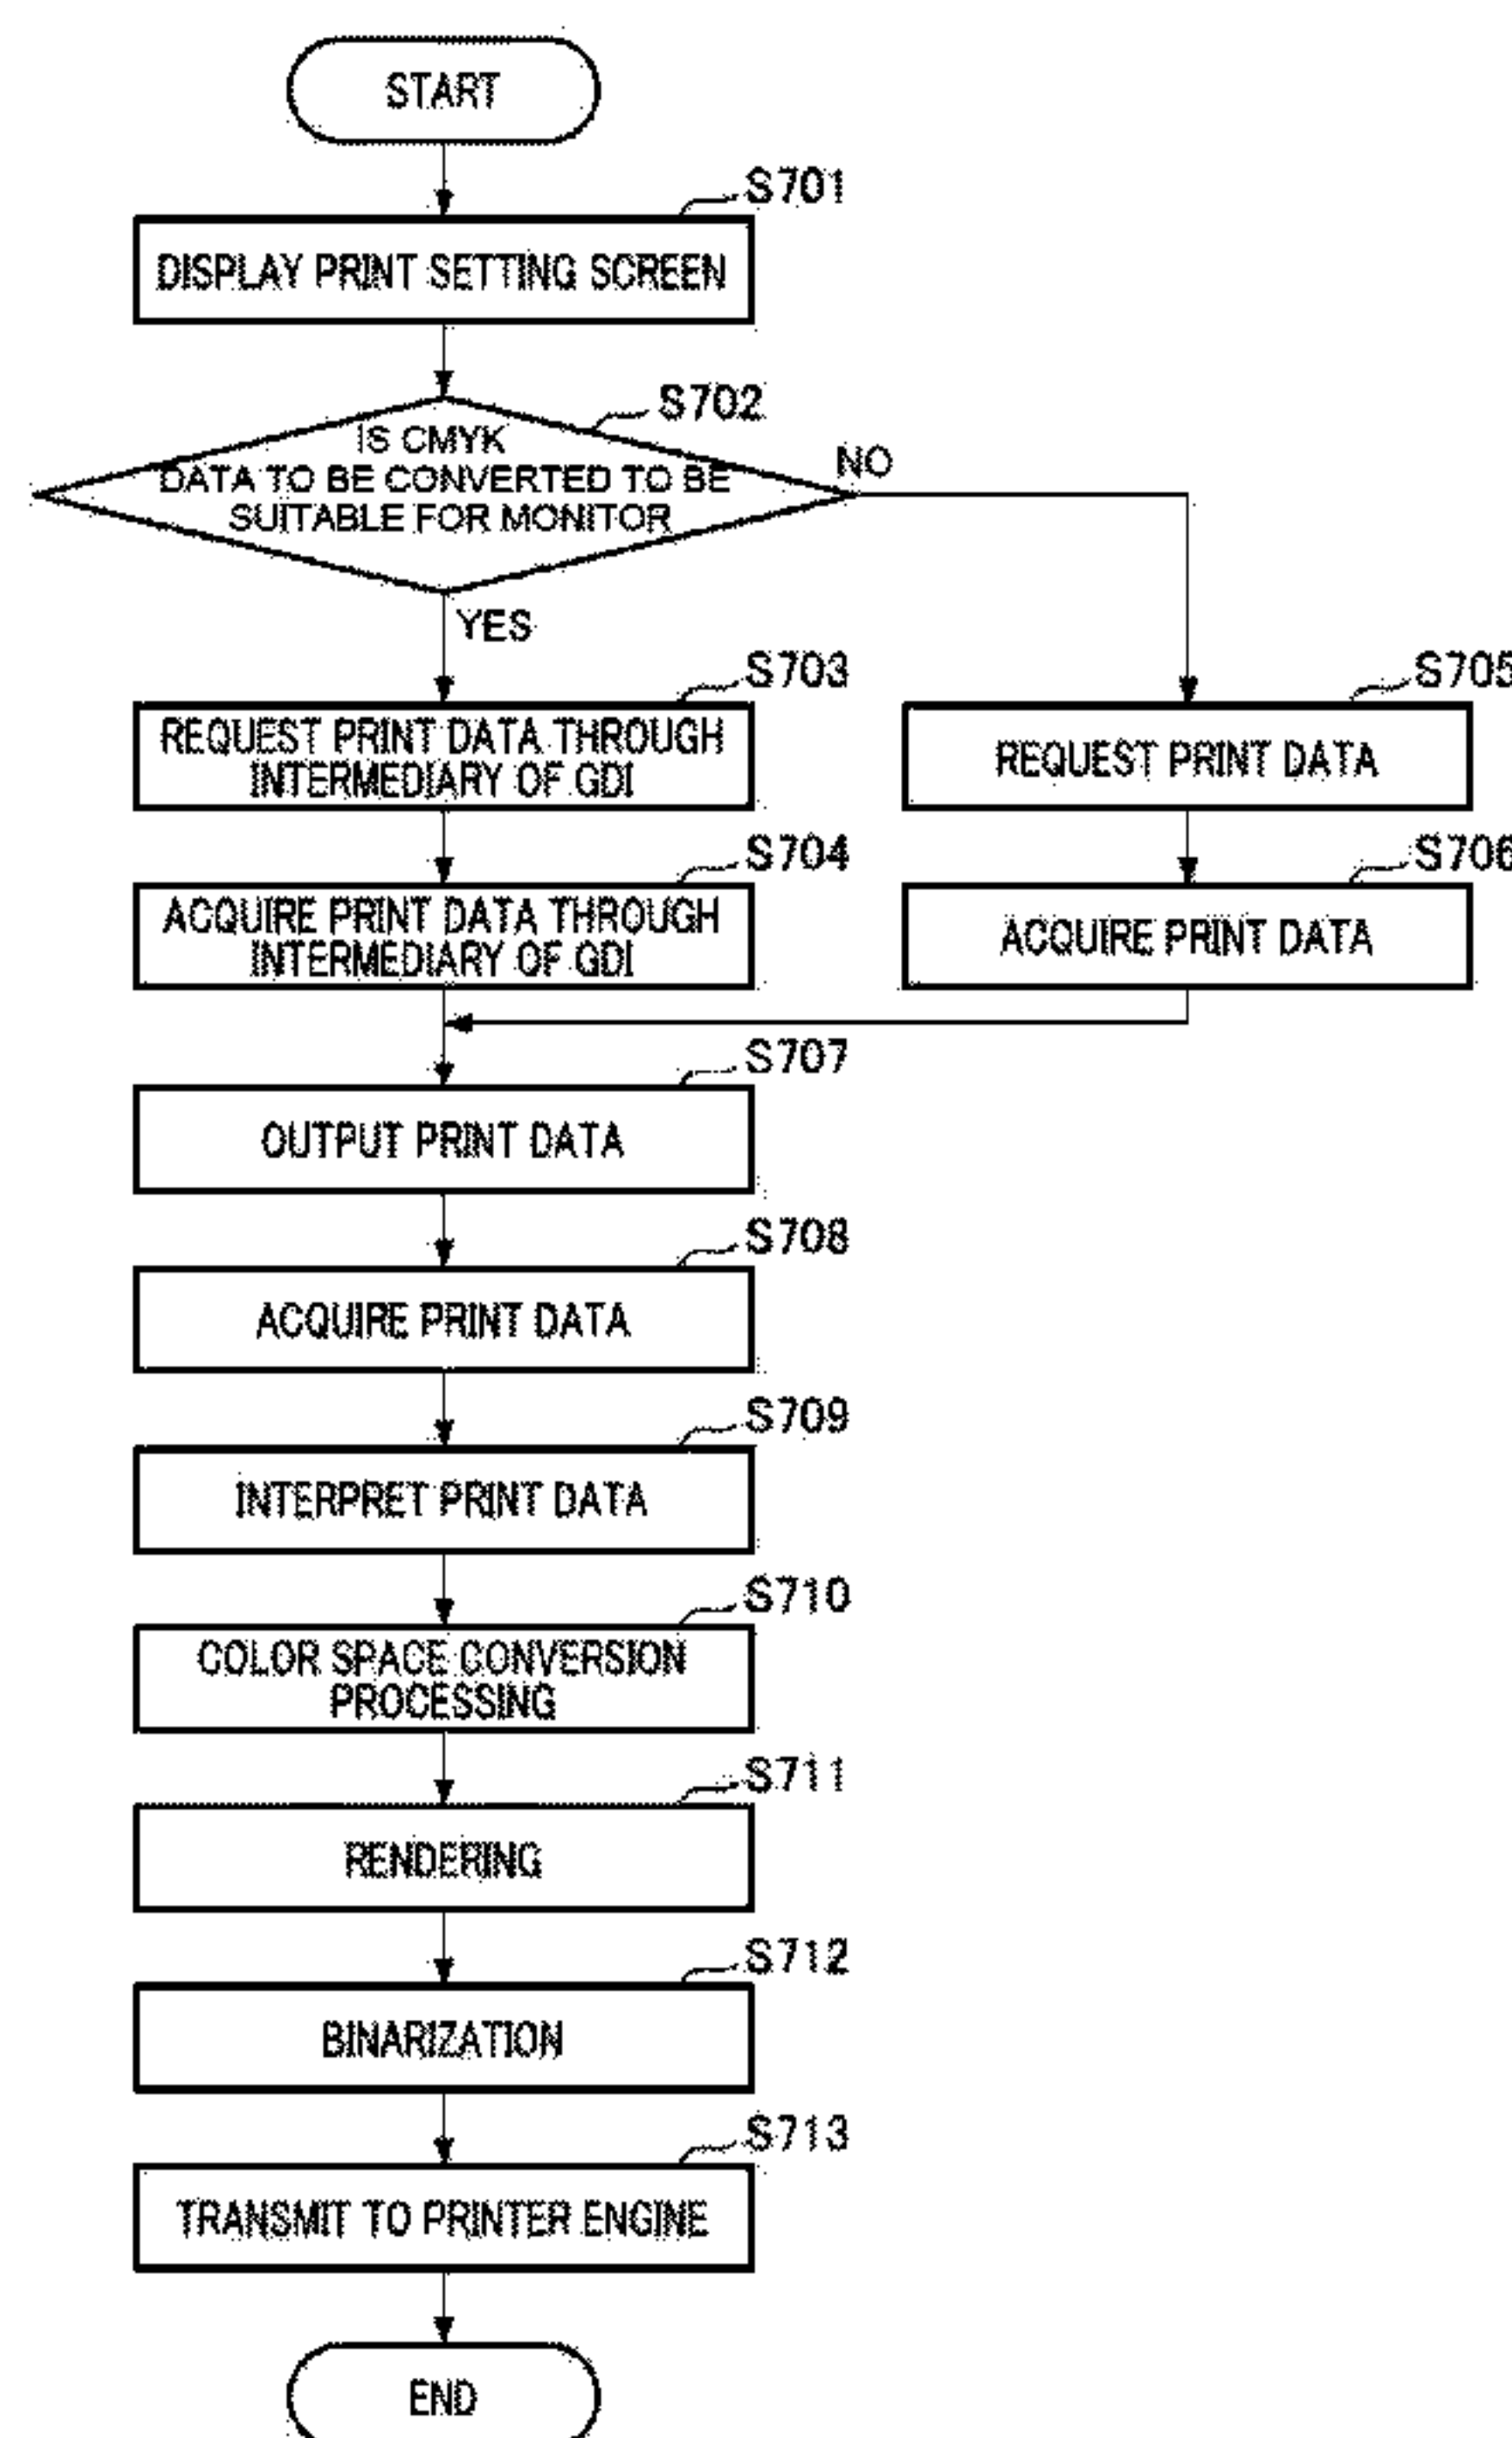 START
S701
DISPLAY PRINT SETTING SCREEN
S702
IS CMYK
DATA TO BE CONVERTED TO BE
SUITABLE FOR MONITOR
NO
YES
S703
REQUEST PRINT DATA THROUGH
INTERMEDIARY OF GDI
S705
REQUEST PRINT DATA
S704
ACQUIRE PRINT DATA THROUGH
INTERMEDIARY OF GDI
S706
ACQUIRE PRINT DATA
S707
OUTPUT PRINT DATA
S708
ACQUIRE PRINT DATA
S709
INTERPRET PRINT DATA
S710
COLOR SPACE CONVERSION
PROCESSING
S711
RENDERING
S712
BINARIZATION
S713
TRANSMIT TO PRINTER ENGINE
END